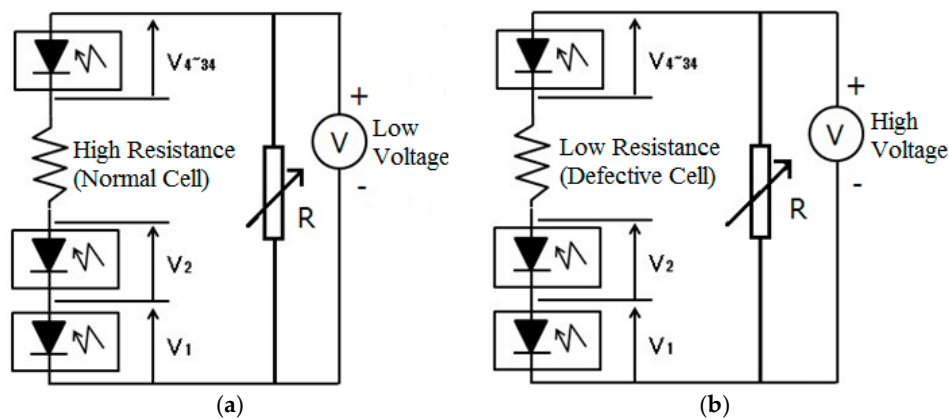 V4~34
High Resistance
(Normal Cell)
+
V
Low
Voltage
-
R
V2
V1
(a)
V4~34
Low Resistance
(Defective Cell)
+
V
High
Voltage
-
R
V2
V1
(b)